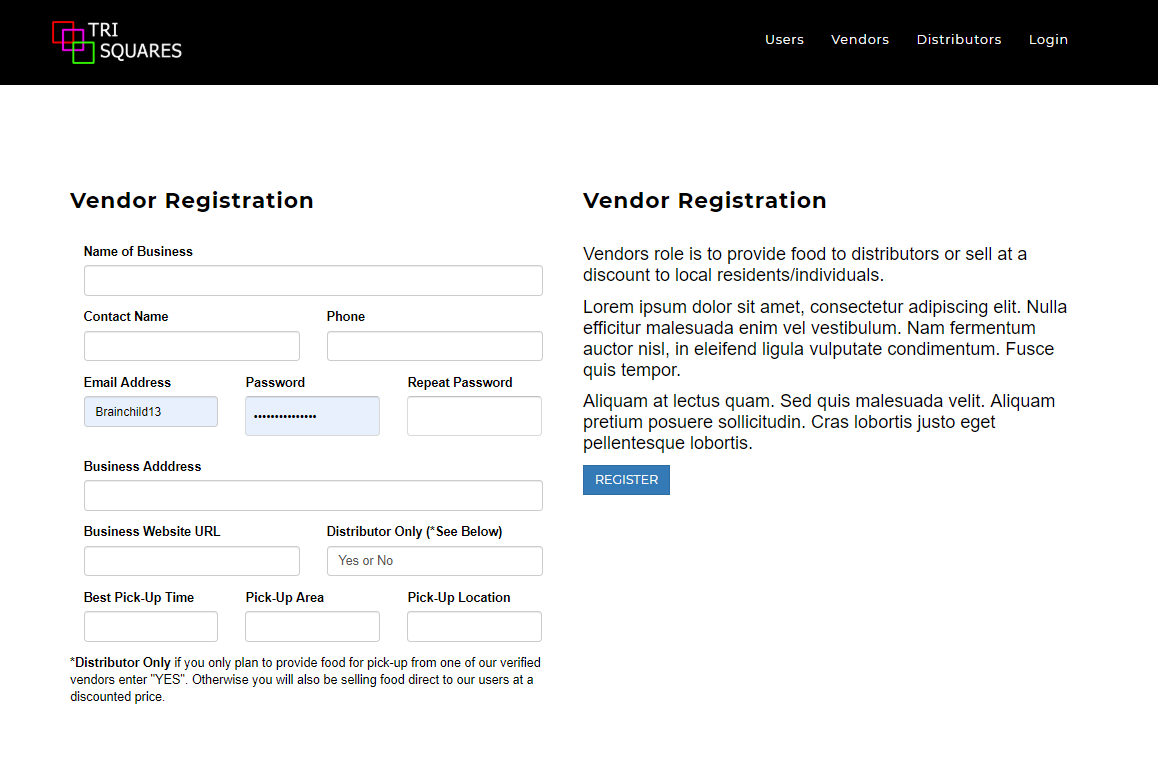 TRI
SQUARES
Users Vendors Distributors Login
Vendor Registration
Name of Business
Contact Name Phone
Email Address Password Repeat Password
Brainchild13 ••••••••••••••
Business Adddress
Business Website URL Distributor Only (*See Below)
Yes or No
Best Pick-Up Time Pick-Up Area Pick-Up Location
*Distributor Only if you only plan to provide food for pick-up from one of our verified
vendors enter "YES". Otherwise you will also be selling food direct to our users at a
discounted price.
Vendor Registration
Vendors role is to provide food to distributors or sell at a
discount to local residents/individuals.
Lorem ipsum dolor sit amet, consectetur adipiscing elit. Nulla
efficitur malesuada enim vel vestibulum. Nam fermentum
auctor nisl, in eleifend ligula vulputate condimentum. Fusce
quis tempor.
Aliquam at lectus quam. Sed quis malesuada velit. Aliquam
pretium posuere sollicitudin. Cras lobortis justo eget
pellentesque lobortis.
REGISTER